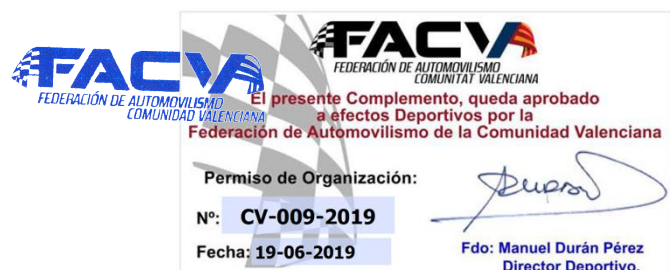 FACVA
FEDERACIÓN DE AUTOMOVILISMO
COMUNIDAD VALENCIANA
FACVA
FEDERACIÓN DE AUTOMOVILISMO
COMUNITAT VALENCIANA
El presente Complemento, queda aprobado
a efectos Deportivos por la
Federación de Automovilismo de la Comunidad Valenciana
Permiso de Organización:
Nº: CV-009-2019
Fecha: 19-06-2019
Fdo: Manuel Durán Pérez
Director Deportivo.